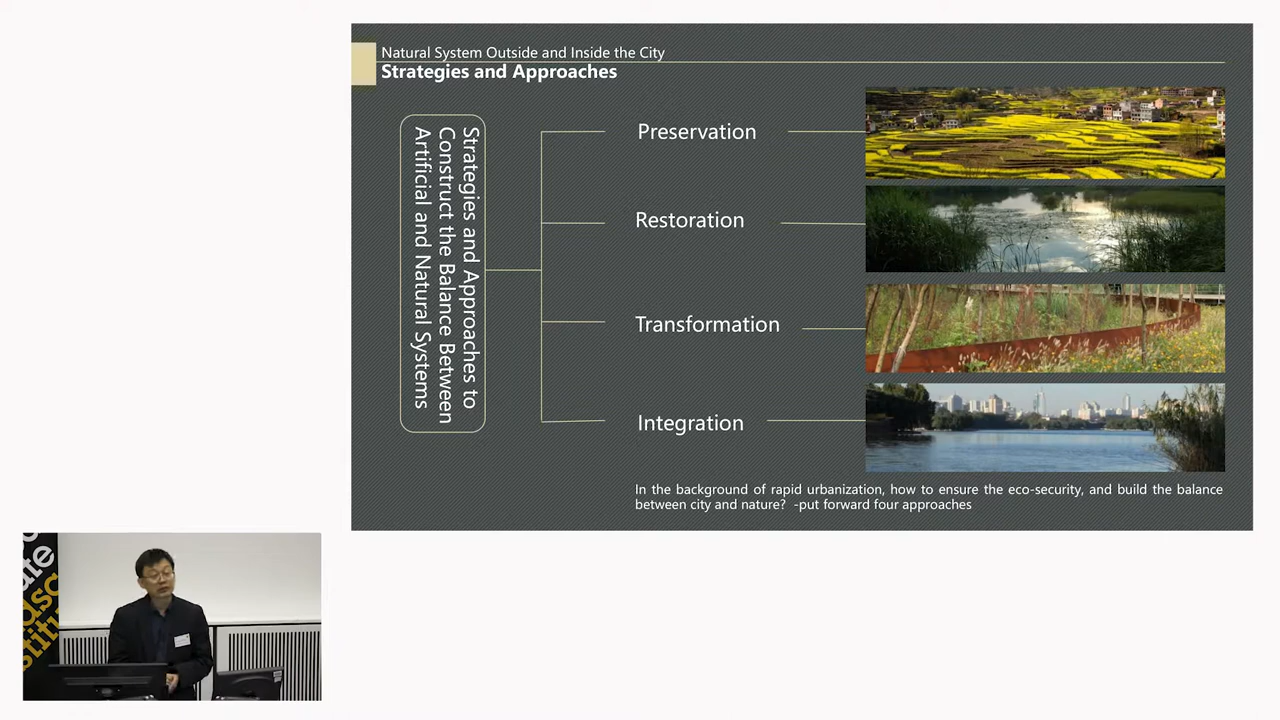 Natural System Outside and Inside the City
Strategies and Approaches
Strategies and Approaches to
Construct the Balance Between
Artificial and Natural Systems
Preservation
Restoration
Transformation
Integration
In the background of rapid urbanization, how to ensure the eco-security, and build the balance
between city and nature? -put forward four approaches